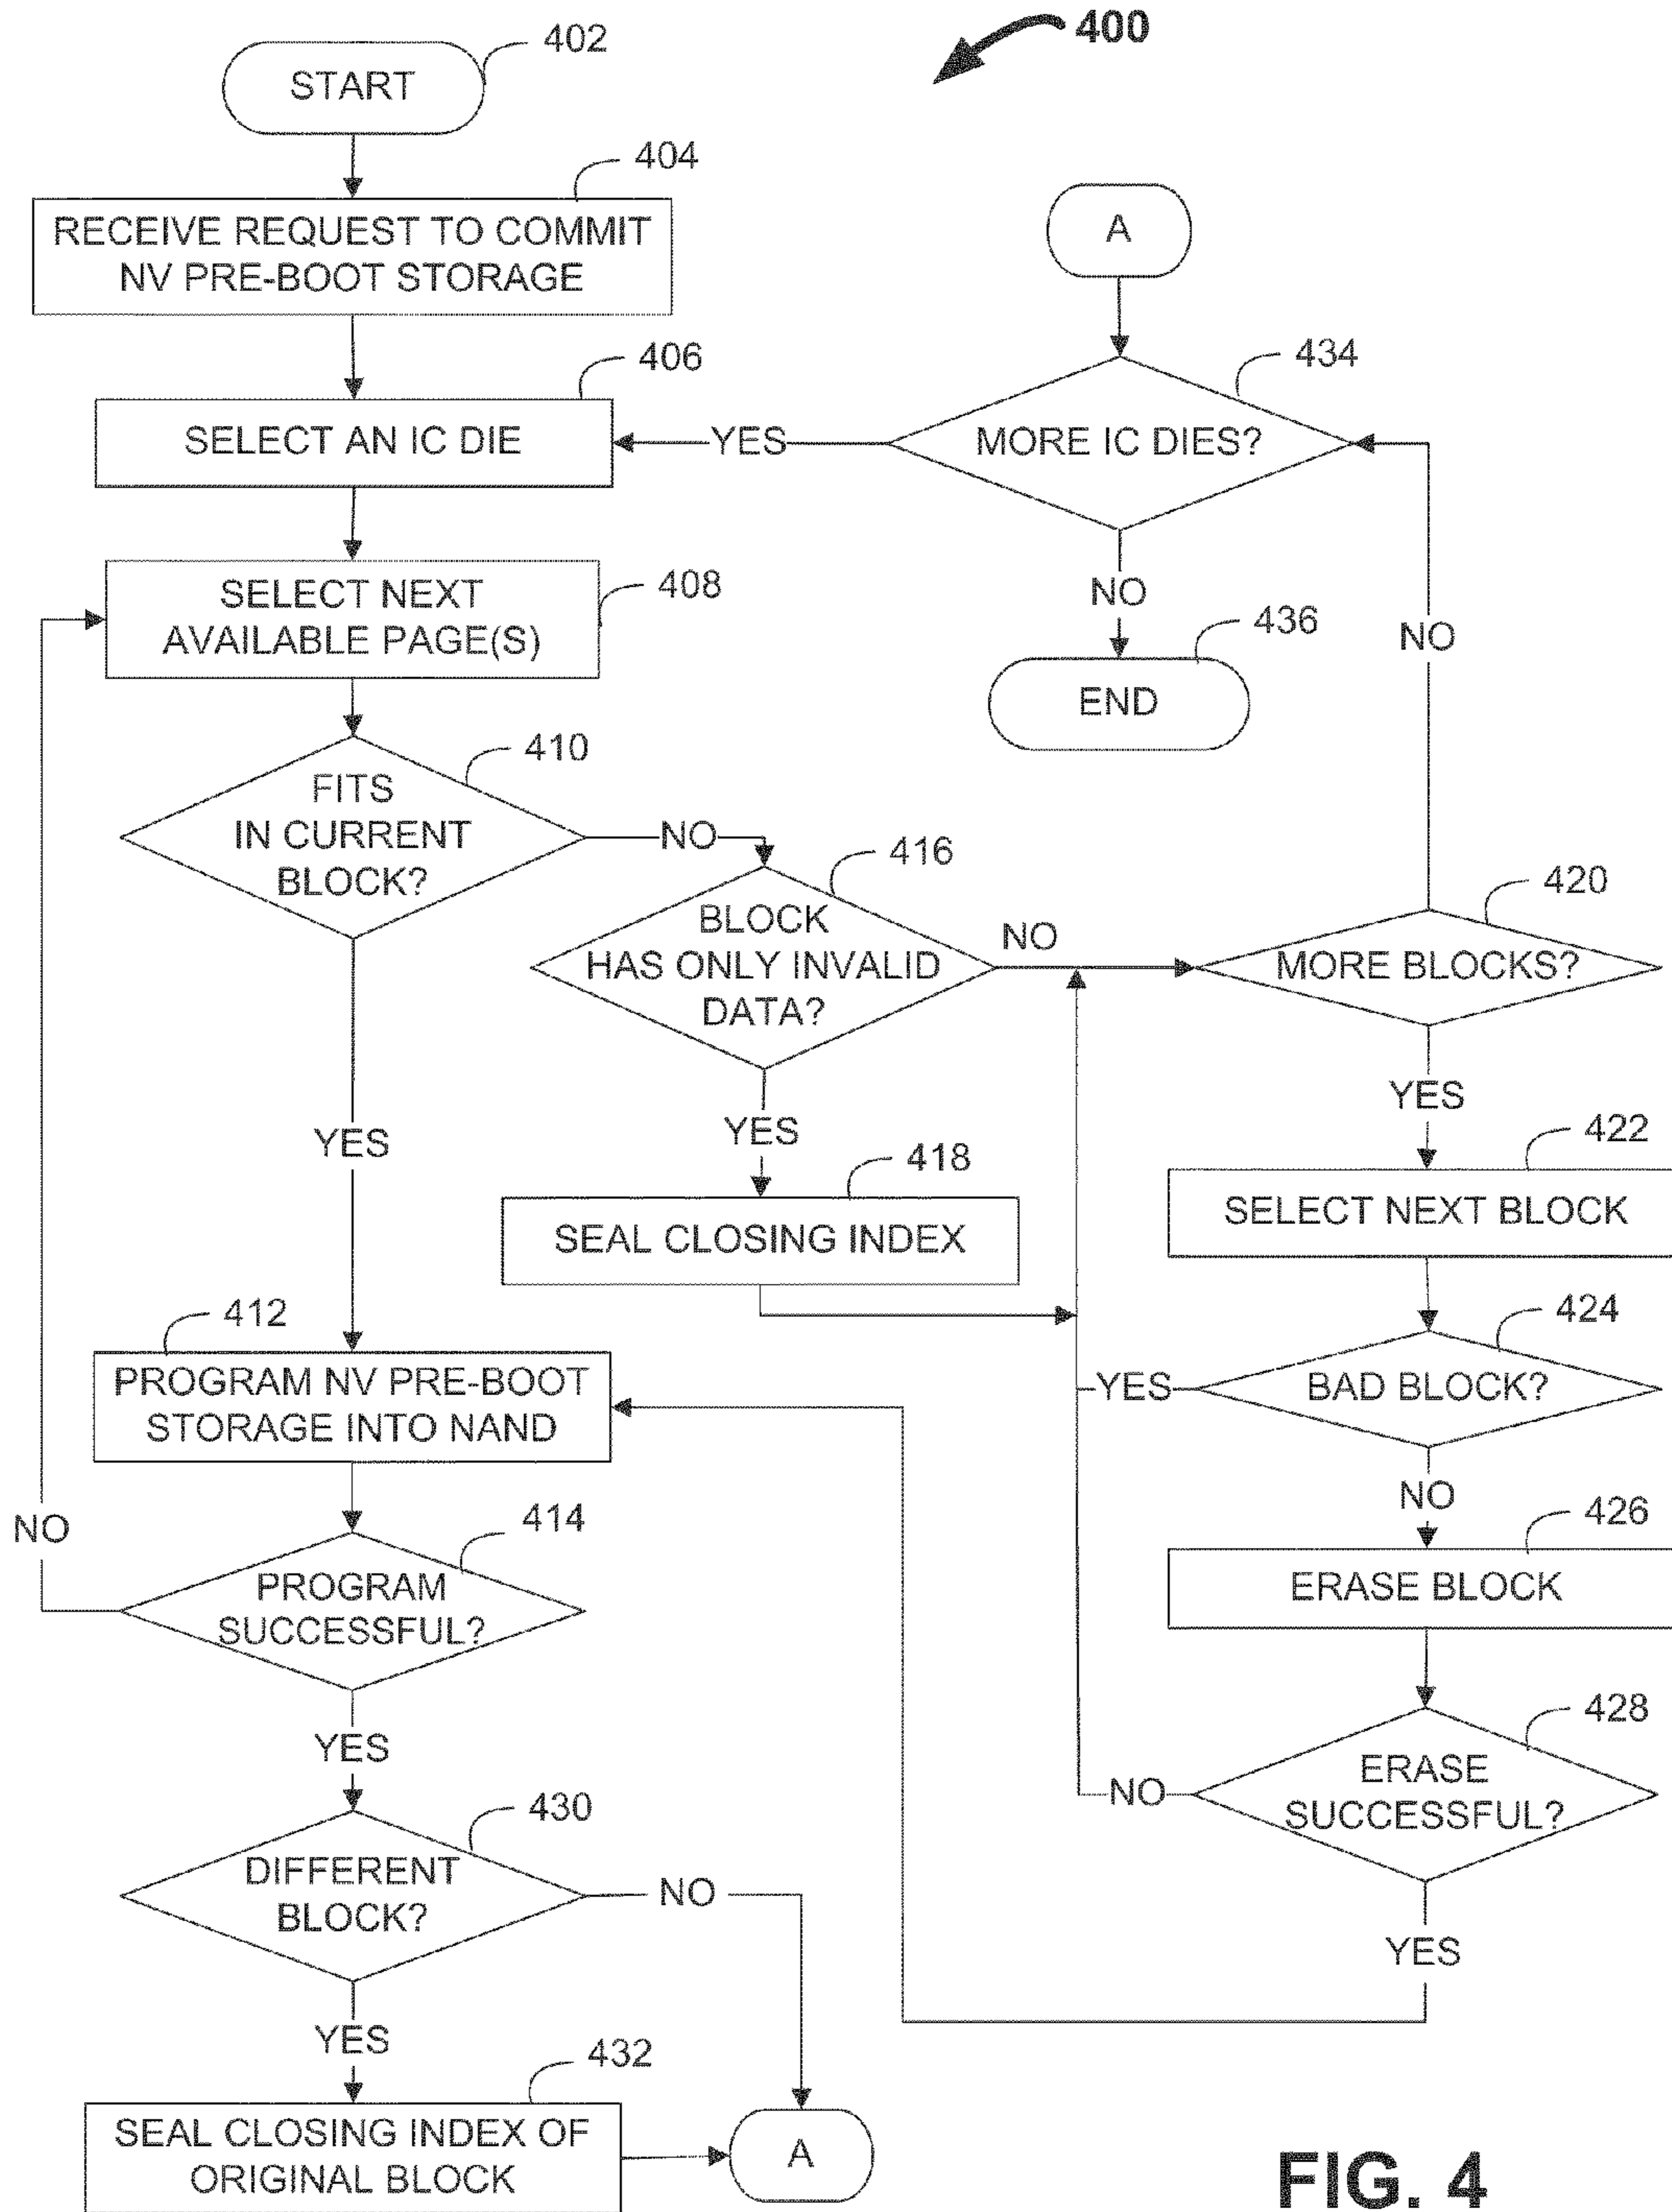 400
START
402
RECEIVE REQUEST TO COMMIT
NV PRE-BOOT STORAGE
404
SELECT AN IC DIE
406
SELECT NEXT
AVAILABLE PAGE(S)
408
FITS
IN CURRENT
BLOCK?
410
NO
YES
BLOCK
HAS ONLY INVALID
DATA?
416
NO
YES
SEAL CLOSING INDEX
418
PROGRAM NV PRE-BOOT
STORAGE INTO NAND
412
PROGRAM
SUCCESSFUL?
414
NO
YES
DIFFERENT
BLOCK?
430
NO
YES
SEAL CLOSING INDEX OF
ORIGINAL BLOCK
432
A
A
MORE IC DIES?
434
YES
NO
END
436
MORE BLOCKS?
420
NO
YES
SELECT NEXT BLOCK
422
BAD BLOCK?
424
YES
NO
ERASE BLOCK
426
ERASE
SUCCESSFUL?
428
NO
YES
FIG. 4